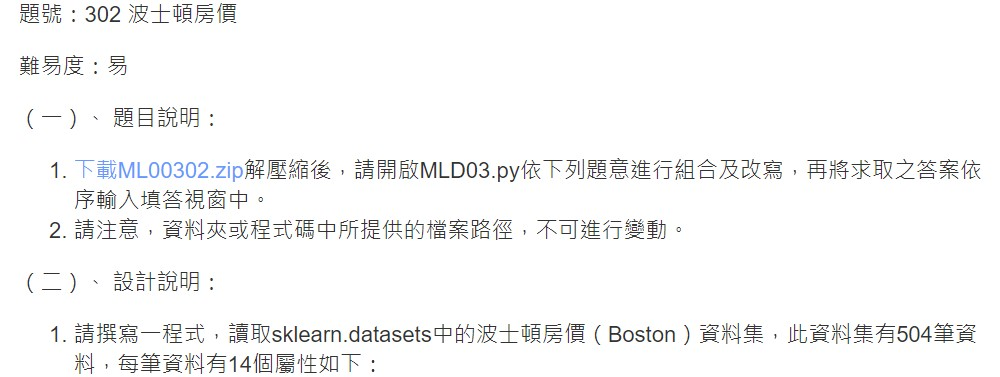 題號：302 波士頓房價
難易度：易
（一）、 題目說明：
1. 下載ML00302.zip解壓縮後，請開啟MLD03.py依下列題意進行組合及改寫，再將求取之答案依
序輸入填答視窗中。
2. 請注意，資料夾或程式碼中所提供的檔案路徑，不可進行變動。
（二）、 設計說明：
1. 請撰寫一程式，讀取sklearn.datasets中的波士頓房價（Boston）資料集，此資料集有504筆資
料，每筆資料有14個屬性如下：